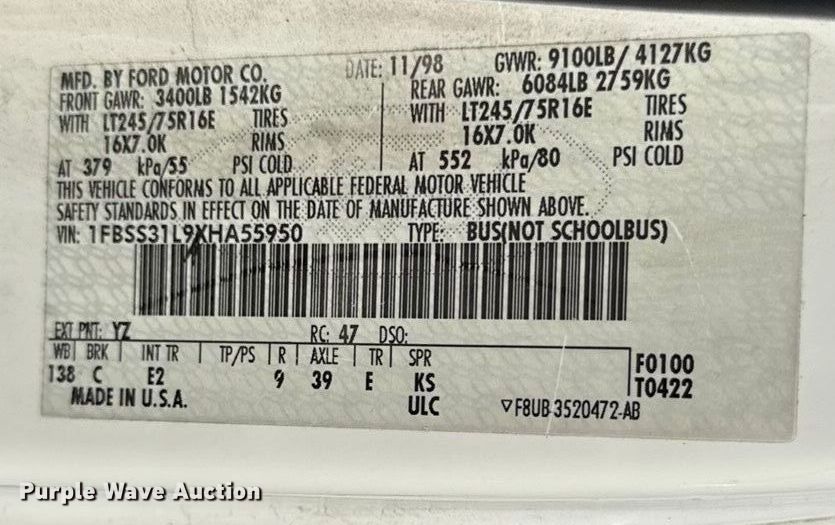 MFD. BY FORD MOTOR CO. DATE: 11/98 GVWR: 9100LB/ 4127KG
FRONT GAWR: 3400LB 1542KG REAR GAWR: 6084LB 2759KG
WITH LT245/75R16E TIRES WITH LT245/75R16E TIRES
16X7.0K RIMS 16X7.0K RIMS
AT 379 kPa/55 PSI COLD AT 552 kPa/80 PSI COLD
THIS VEHICLE CONFORMS TO ALL APPLICABLE FEDERAL MOTOR VEHICLE
SAFETY STANDARDS IN EFFECT ON THE DATE OF MANUFACTURE SHOWN ABOVE.
VIN: 1FBSS31L9XHA55950 TYPE: BUS(NOT SCHOOLBUS)
EXT PNT: YZ RC: 47 DSO:
WB BRK INT TR TP/PS R AXLE TR SPR F0100
138 C E2 9 39 E KS T0422
MADE IN U.S.A. ULC ▽F8UB-3520472-AB
Purple Wave Auction